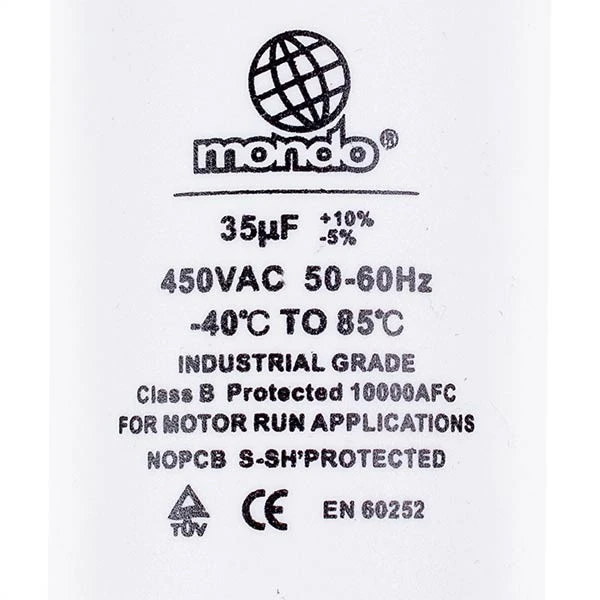 mondo®
35µF +10% -5%
450VAC 50-60Hz
-40℃ TO 85℃
INDUSTRIAL GRADE
Class B Protected 10000AFC
FOR MOTOR RUN APPLICATIONS
NOPCB S-SH'PROTECTED
TÜV CE EN 60252